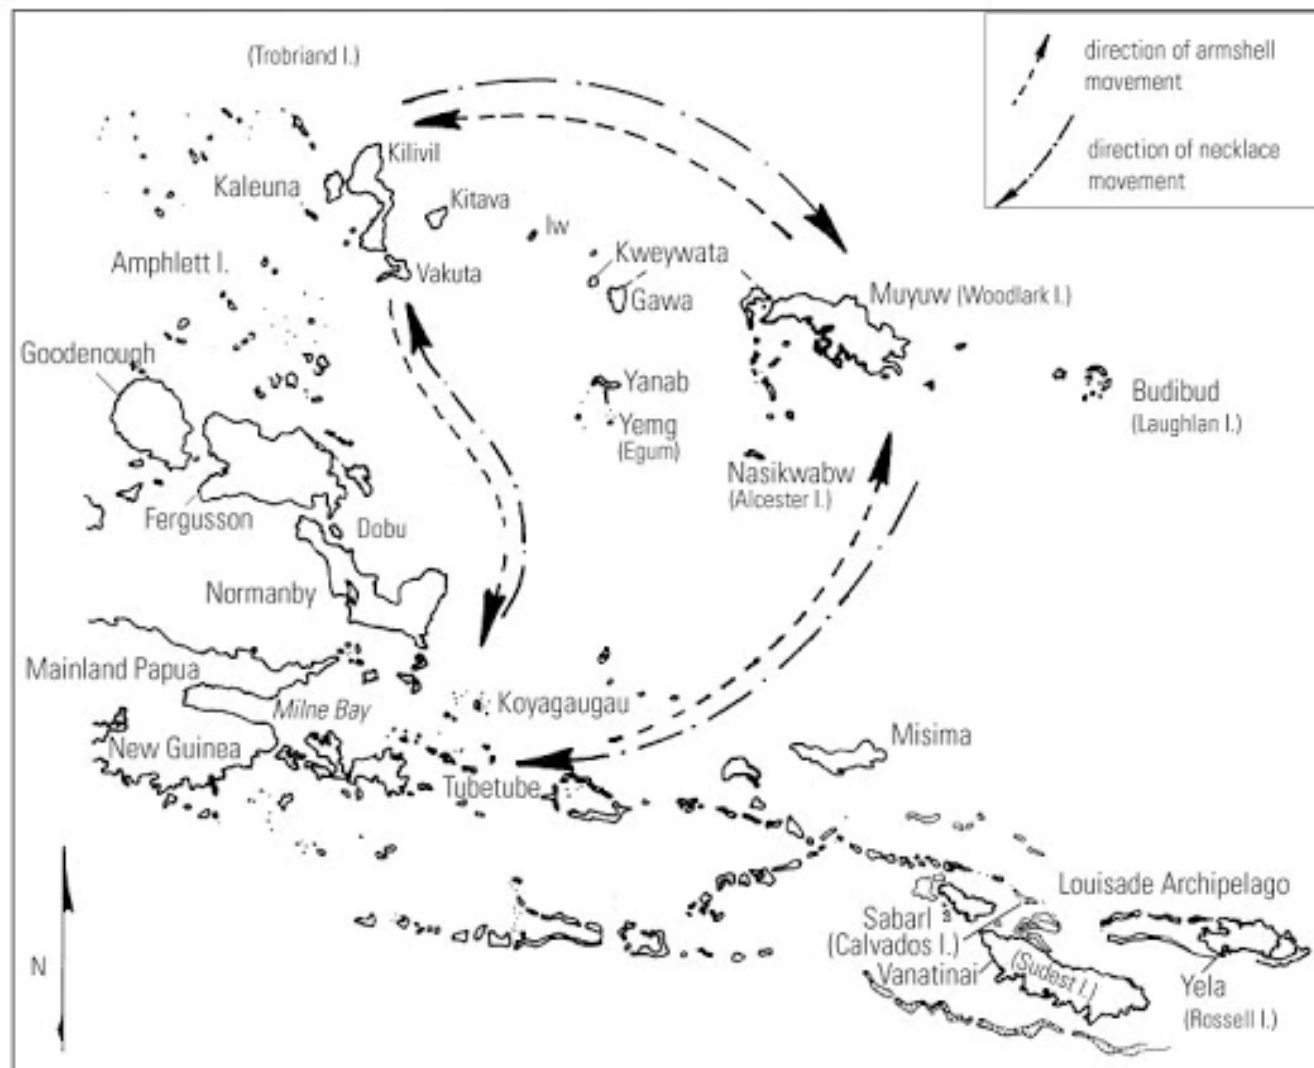 (Trobriand I.)
direction of armshell
movement
direction of necklace
movement
Kilivil
Kaleuna
Kitava
Iw
Kweywata
Amphlett I.
Vakuta
Gawa
Muyuw (Woodlark I.)
Goodenough
Yanab
Yemg
(Egum)
Budibud
(Laughlan I.)
Nasikwabw
(Alcester I.)
Fergusson
Dobu
Normanby
Mainland Papua
Milne Bay
Koyagaugau
New Guinea
Misima
Tubetube
Louisade Archipelago
Sabarl
(Calvados I.)
Vanatinai
(Sudest I.)
Yela
(Rossell I.)
N